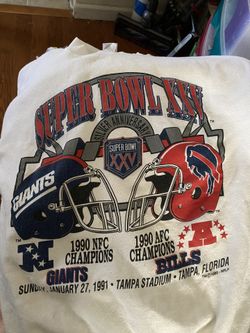 SUPER BOWL XXV
SILVER ANNIVERSARY
SUPER BOWL
XXV
GIANTS
1990 NFC
CHAMPIONS
1990 AFC
CHAMPIONS
N
A
GIANTS
BILLS
SUNDAY, JANUARY 27, 1991 • TAMPA STADIUM • TAMPA, FLORIDA